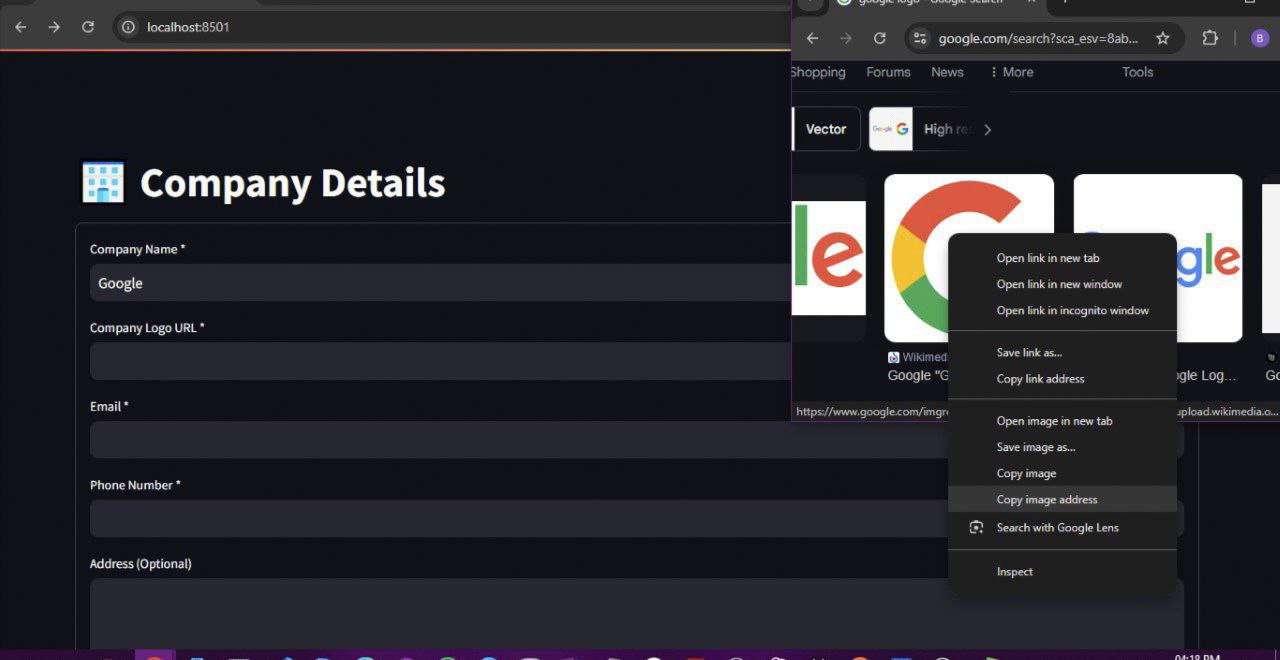 localhost:8501
Company Details
Company Name *
Google
Company Logo URL *
Email *
Phone Number *
Address (Optional)
google logo - Google Search
google.com/search?sca_esv=8ab...
B
Shopping
Forums
News
More
Tools
Vector
Google
High re
le
gle
Wikimed
Google "G
gle Log...
Go
https://www.google.com/imgre
upload.wikimedia.o...
Open link in new tab
Open link in new window
Open link in incognito window
Save link as...
Copy link address
Open image in new tab
Save image as...
Copy image
Copy image address
Search with Google Lens
Inspect
04:18 PM